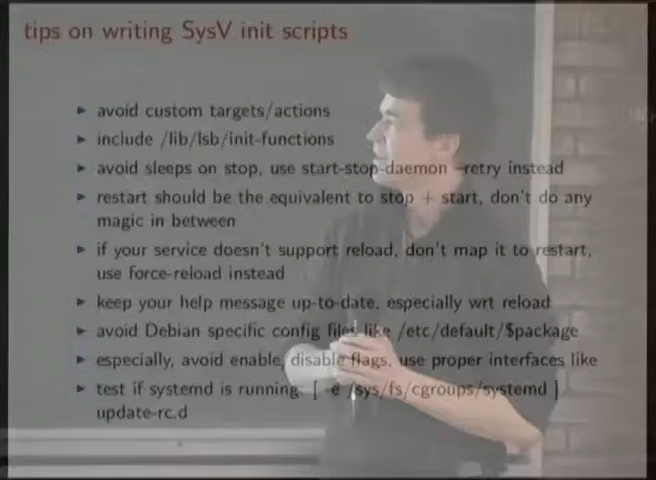 tips on writing SysV init scripts
avoid custom targets/actions
include /lib/lsb/init-functions
avoid sleeps on stop, use start-stop-daemon –retry instead
restart should be the equivalent to stop + start, don't do any
magic in between
if your service doesn't support reload, don't map it to restart,
use force-reload instead
keep your help message up-to-date, especially wrt reload
avoid Debian specific config files like /etc/default/$package
especially, avoid enable/disable flags, use proper interfaces like
test if systemd is running: [ -e /sys/fs/cgroups/systemd ]
update-rc.d